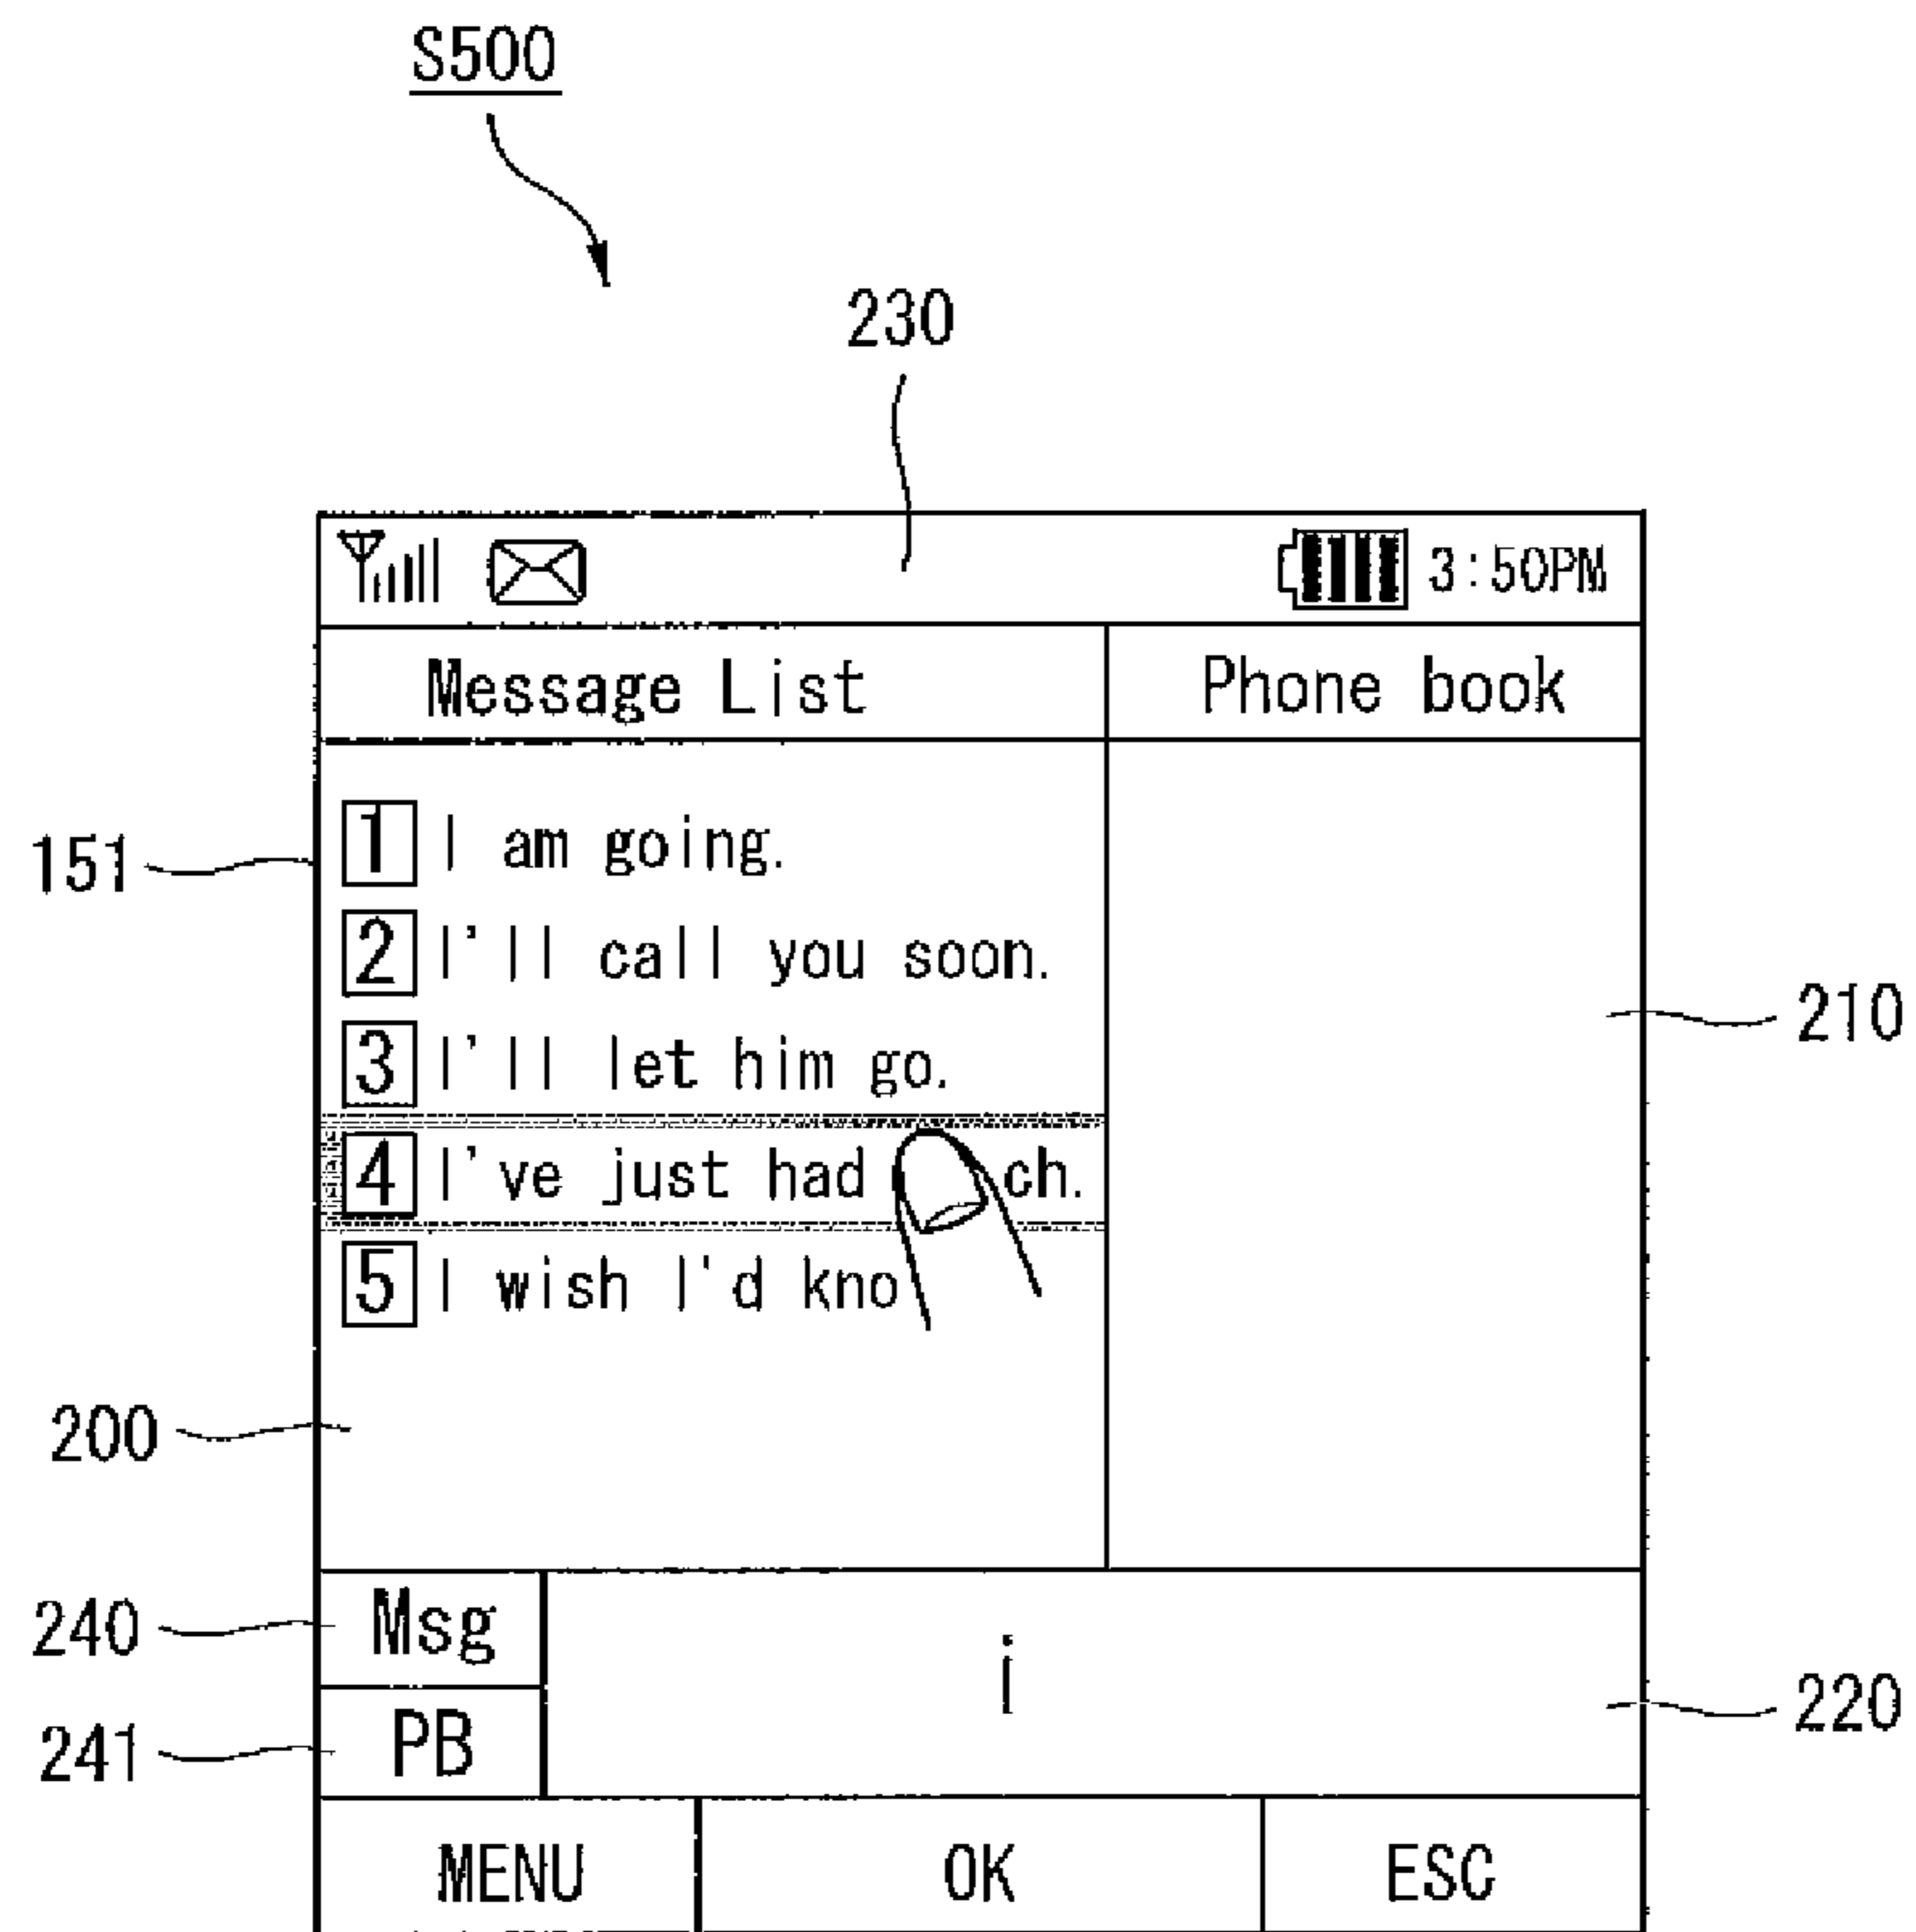 S500
230
3:50PM
Message List Phone book
151
1 I am going.
2 I'll call you soon.
3 I'll let him go.
210
4 I've just had ch.
5 I wish I'd kno
200
240 Msg
i
220
241 PB
MENU OK ESC